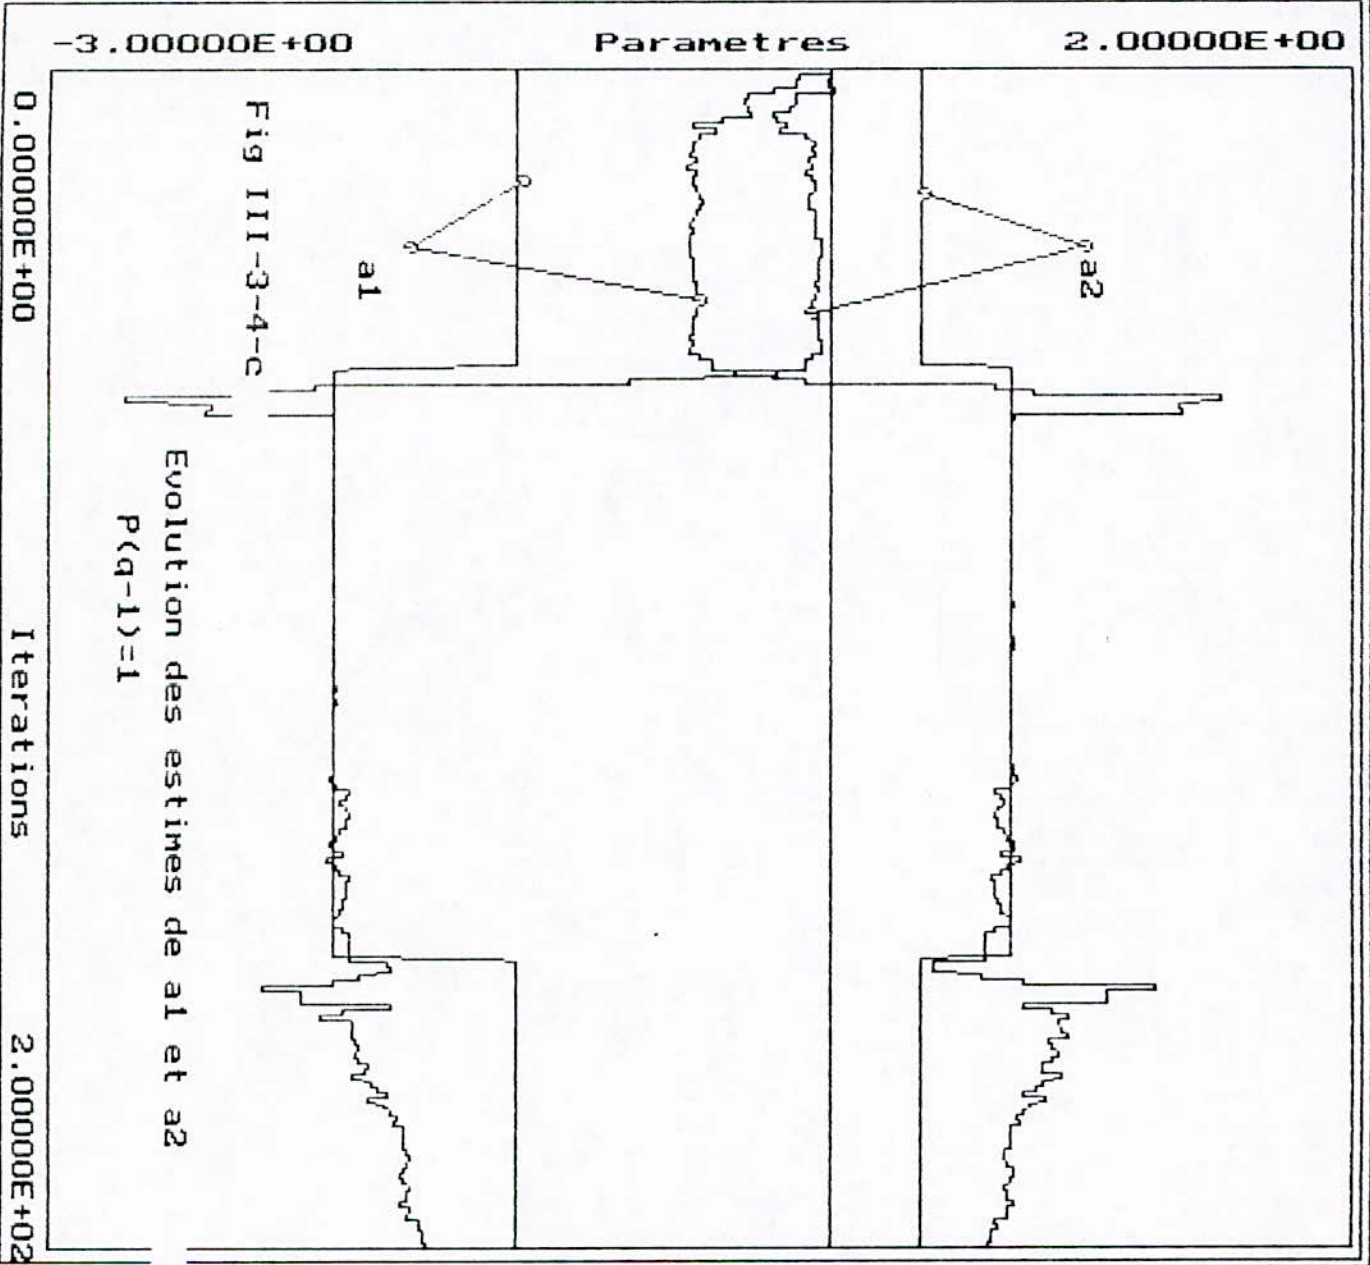 -3.00000E+00 Parametres 2.00000E+00
a2
a1
Fig III-3-4-c
Evolution des estimes de a1 et a2
P(q-1)=1
0.00000E+00 Iterations 2.00000E+02